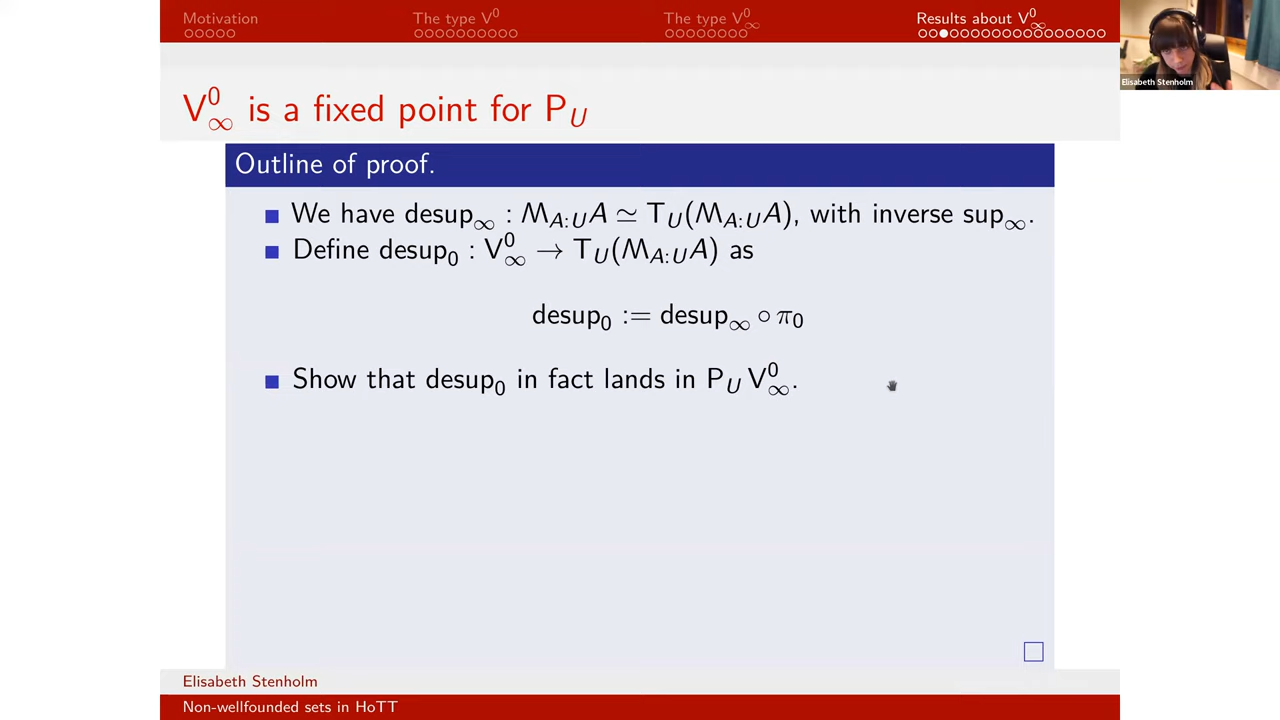 Motivation
The type V⁰
The type V⁰∞
Results about V⁰∞
Elisabeth Stenholm
V⁰∞ is a fixed point for P_U
Outline of proof.
We have desup∞ : M_{A:U}A ≃ T_U(M_{A:U}A), with inverse sup∞.
Define desup₀ : V⁰∞ → T_U(M_{A:U}A) as
desup₀ := desup∞ ∘ π₀
Show that desup₀ in fact lands in P_U V⁰∞.
Elisabeth Stenholm
Non-wellfounded sets in HoTT